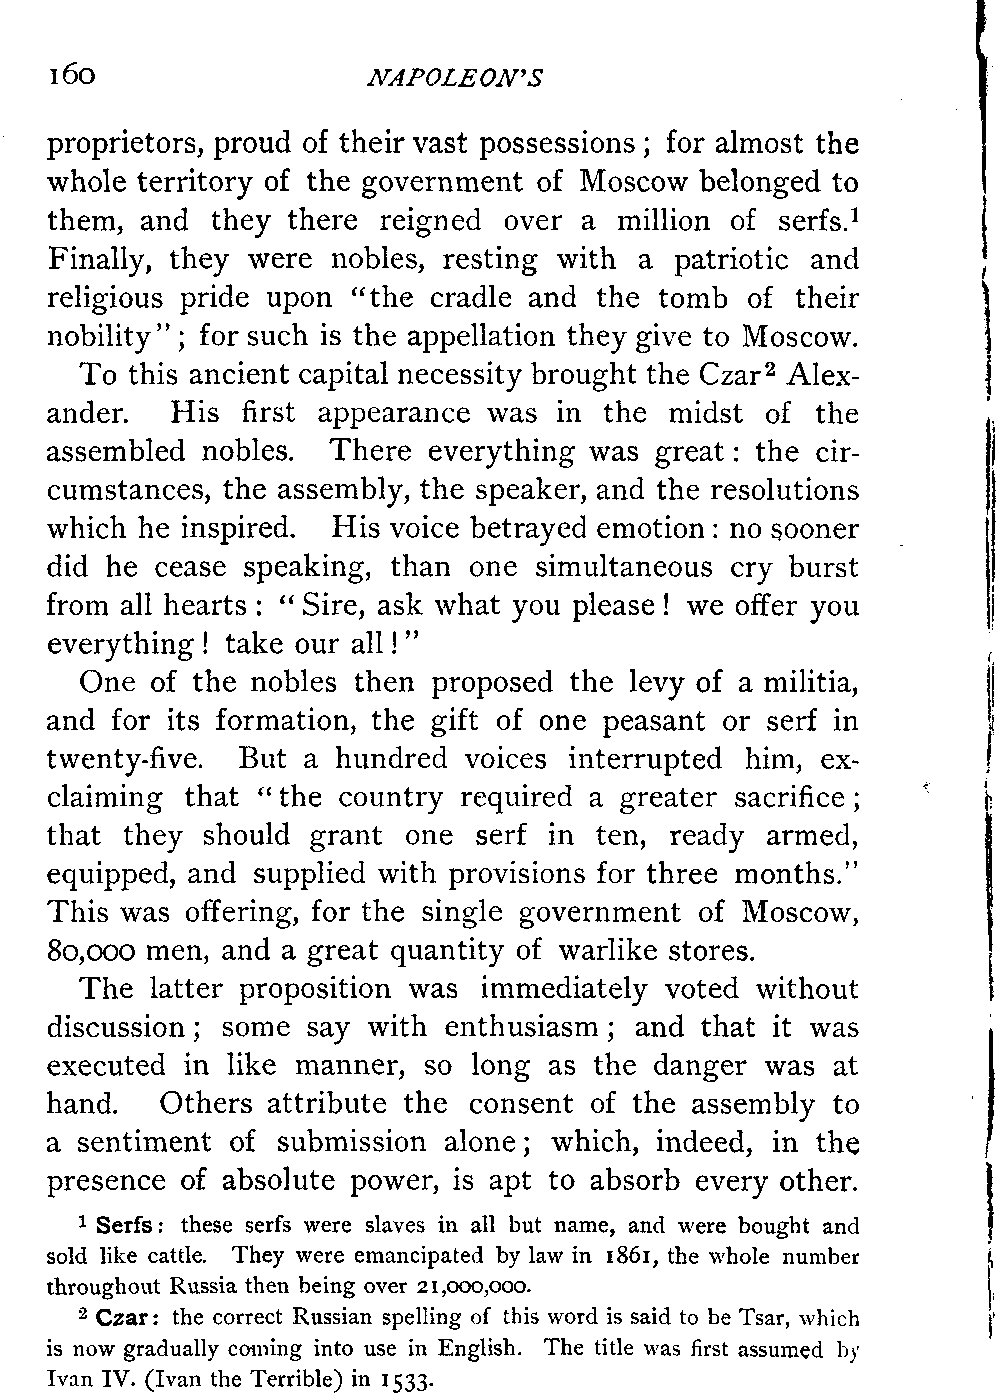 160 NAPOLEON'S
proprietors, proud of their vast possessions; for almost the
whole territory of the government of Moscow belonged to
them, and they there reigned over a million of serfs.¹
Finally, they were nobles, resting with a patriotic and
religious pride upon "the cradle and the tomb of their
nobility"; for such is the appellation they give to Moscow.
To this ancient capital necessity brought the Czar² Alex-
ander. His first appearance was in the midst of the
assembled nobles. There everything was great: the cir-
cumstances, the assembly, the speaker, and the resolutions
which he inspired. His voice betrayed emotion: no sooner
did he cease speaking, than one simultaneous cry burst
from all hearts: "Sire, ask what you please! we offer you
everything! take our all!"
One of the nobles then proposed the levy of a militia,
and for its formation, the gift of one peasant or serf in
twenty-five. But a hundred voices interrupted him, ex-
claiming that "the country required a greater sacrifice;
that they should grant one serf in ten, ready armed,
equipped, and supplied with provisions for three months."
This was offering, for the single government of Moscow,
80,000 men, and a great quantity of warlike stores.
The latter proposition was immediately voted without
discussion; some say with enthusiasm; and that it was
executed in like manner, so long as the danger was at
hand. Others attribute the consent of the assembly to
a sentiment of submission alone; which, indeed, in the
presence of absolute power, is apt to absorb every other.
¹ Serfs: these serfs were slaves in all but name, and were bought and
sold like cattle. They were emancipated by law in 1861, the whole number
throughout Russia then being over 21,000,000.
² Czar: the correct Russian spelling of this word is said to be Tsar, which
is now gradually coming into use in English. The title was first assumed by
Ivan IV. (Ivan the Terrible) in 1533.